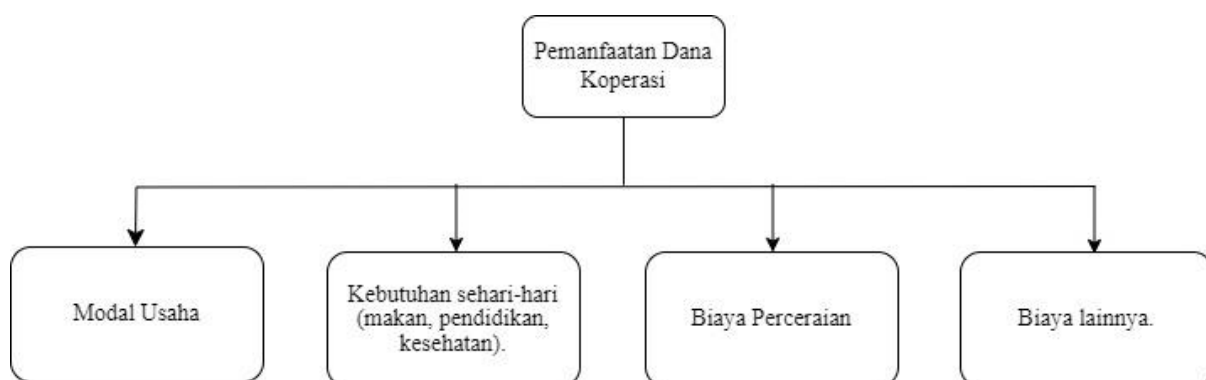 Pemanfaatan Dana
Koperasi
Modal Usaha
Kebutuhan sehari-hari
(makan, pendidikan,
kesehatan).
Biaya Perceraian
Biaya lainnya.